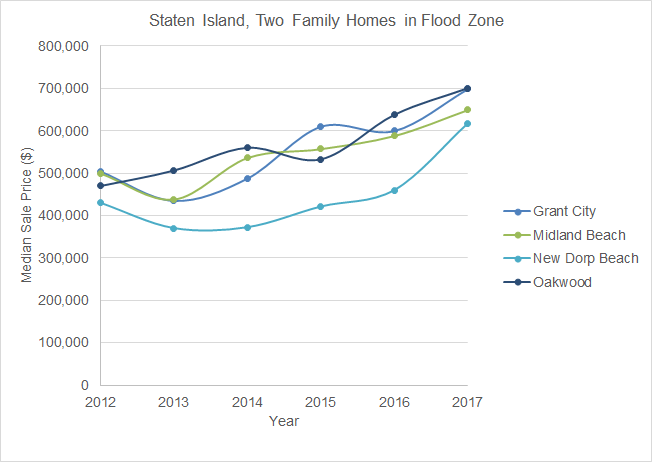 Staten Island, Two Family Homes in Flood Zone
800,000
700,000
600,000
500,000
400,000
300,000
200,000
100,000
0
Median Sale Price ($)
2012 2013 2014 2015 2016 2017
Year
Grant City
Midland Beach
New Dorp Beach
Oakwood